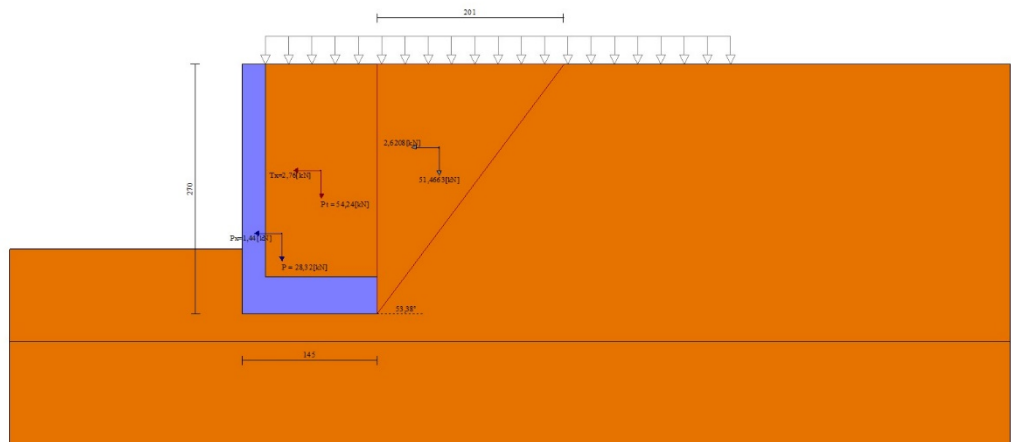 201
2,6208[kN]
270
Tx=2,78[kN]
51,4663[kN]
Pt = 54,24[kN]
Px=1,44[kN]
P = 28,32[kN]
53,38°
145